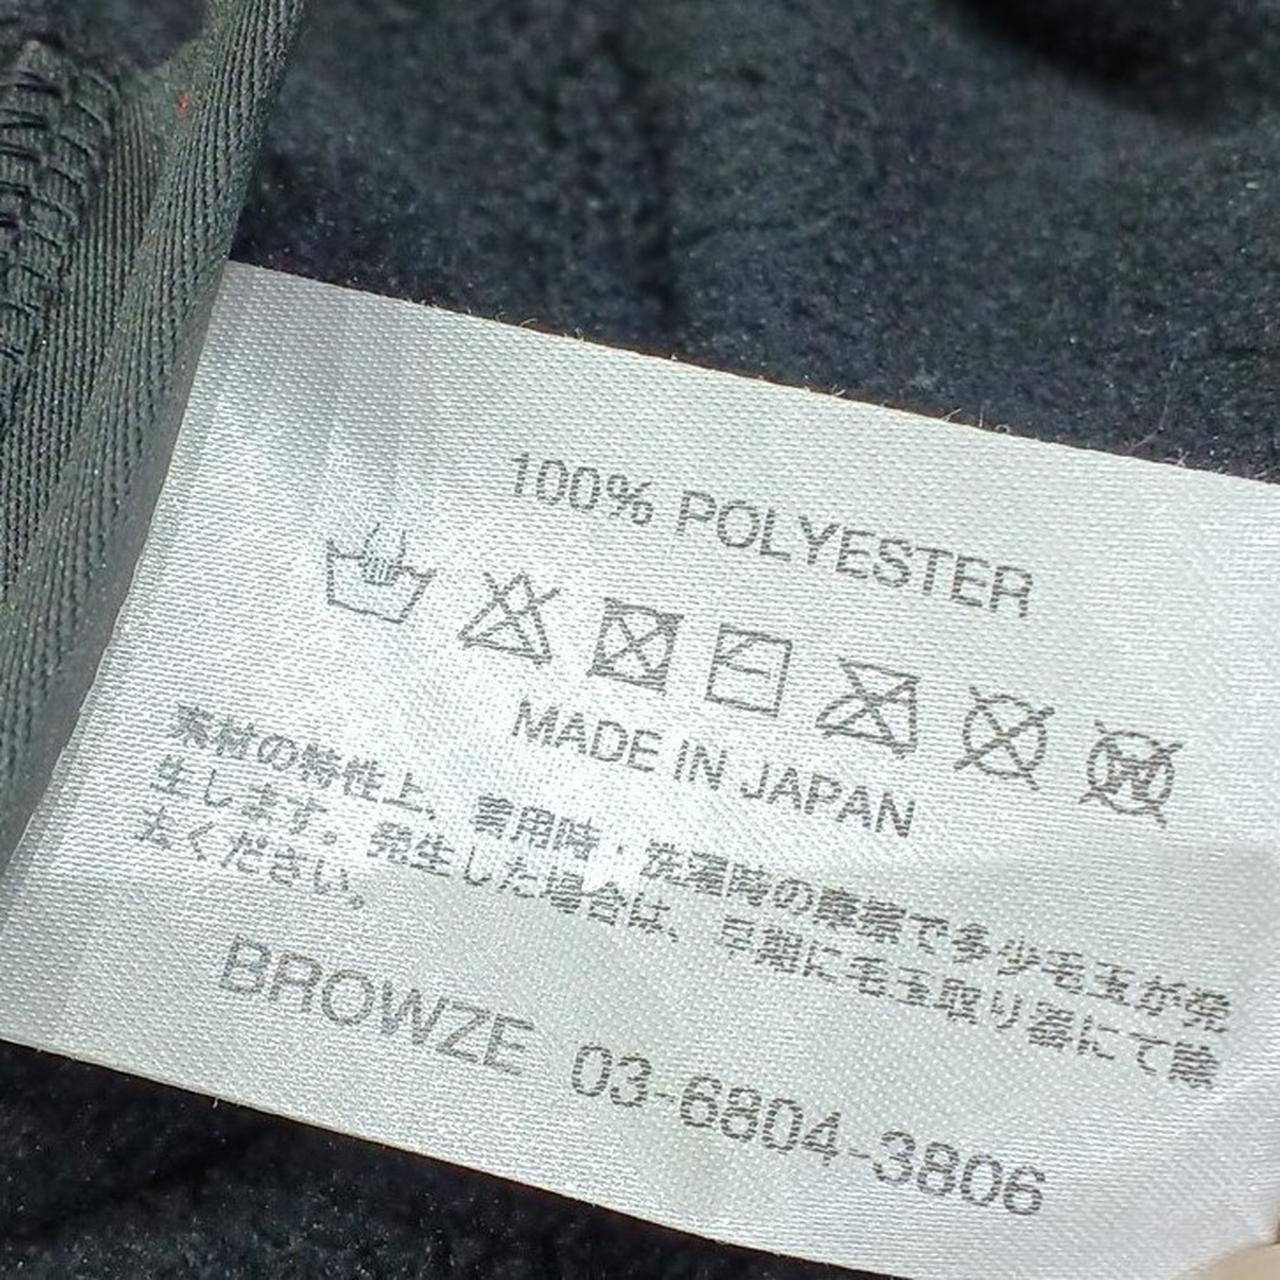 100% POLYESTER
MADE IN JAPAN
素材の特性上、着用時・洗濯時の摩擦で多少毛玉が発
生します。発生した場合は、早期に毛玉取り器にて除
去ください。
BROWZE 03-6804-3806